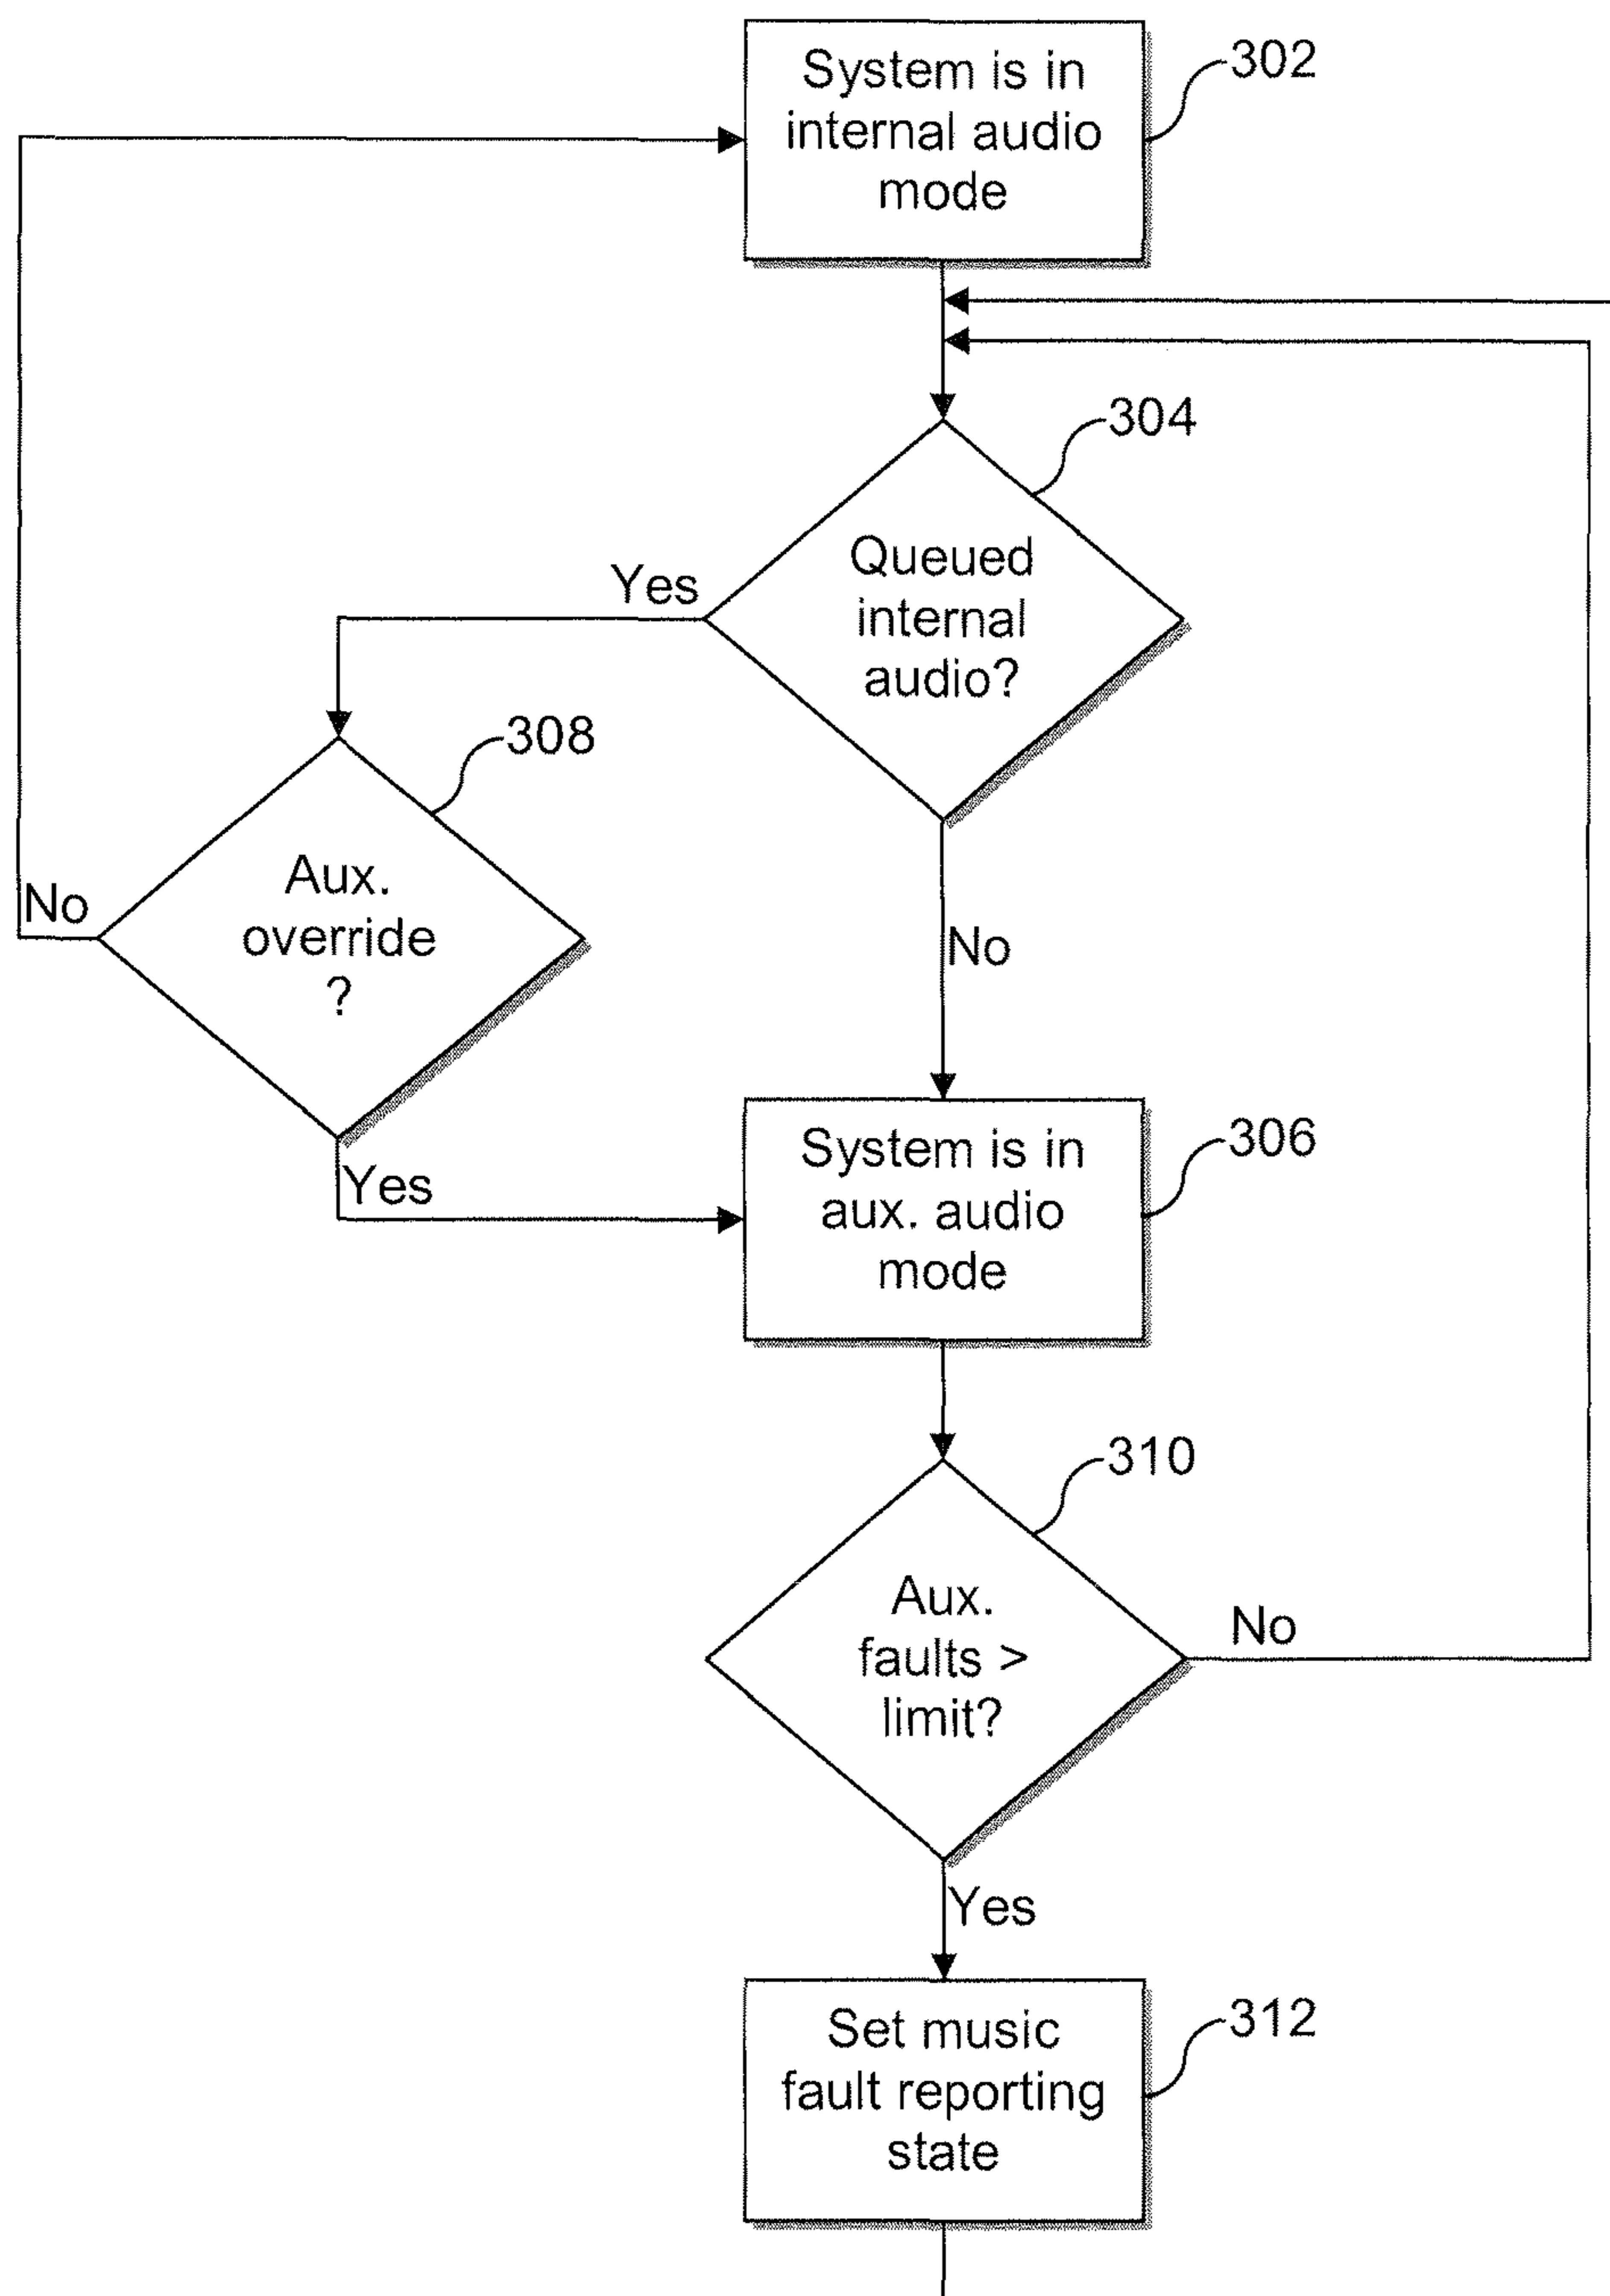 System is in
internal audio
mode
302
304
Queued
internal
audio?
Yes
308
Aux.
override
?
No
No
Yes
System is in
aux. audio
mode
306
310
Aux.
faults >
limit?
No
Yes
Set music
fault reporting
state
312